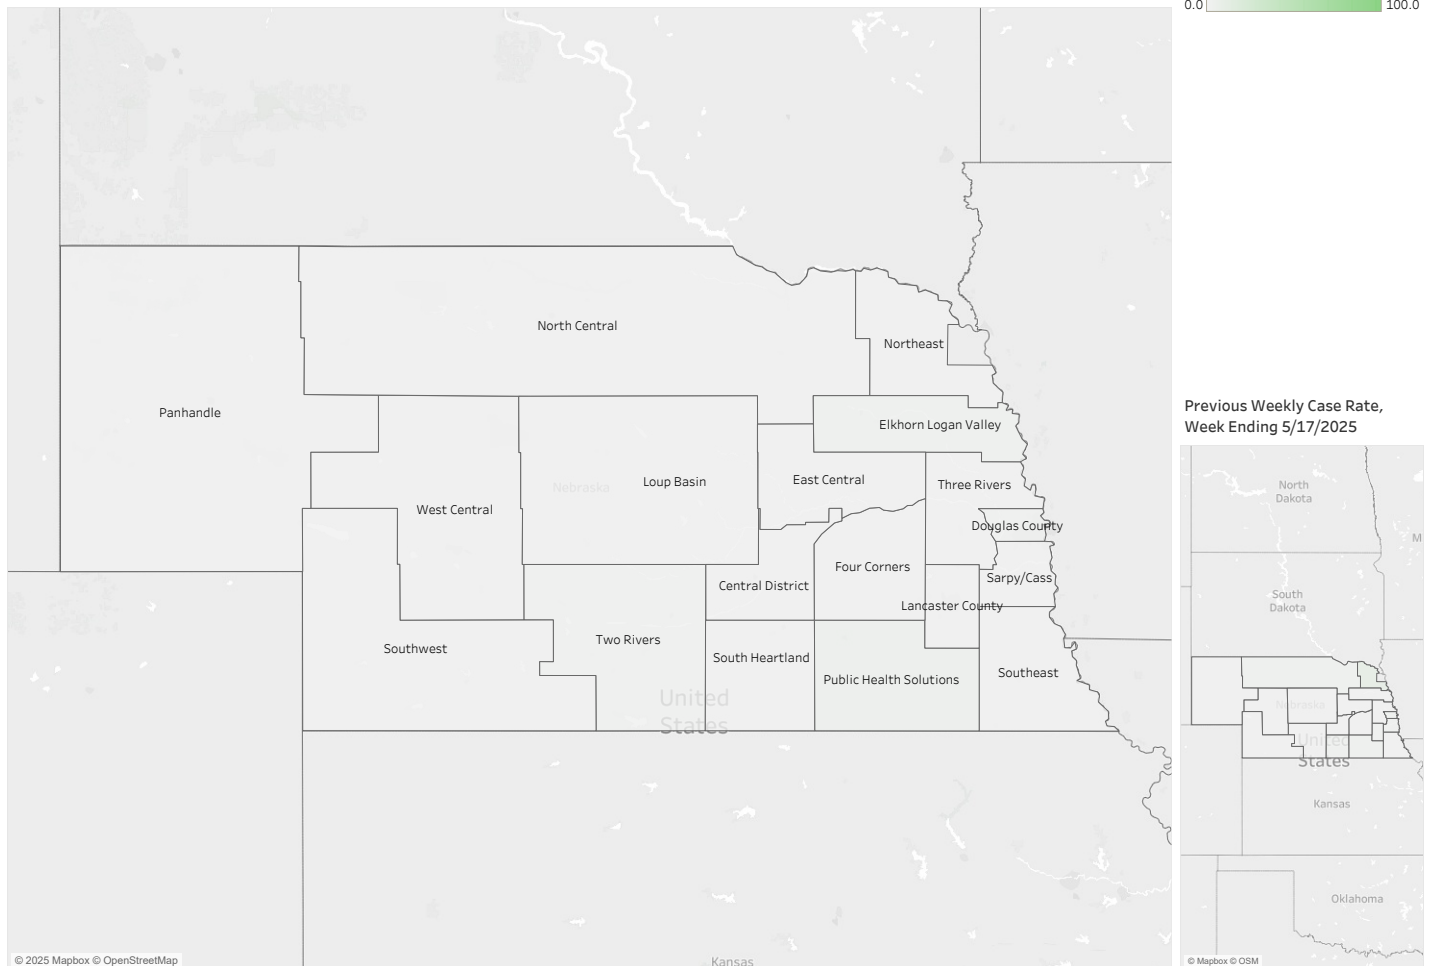 0.0
100.0
North Central
Northeast
Panhandle
Elkhorn Logan Valley
Nebraska
Loup Basin
East Central
Three Rivers
West Central
Douglas County
Four Corners
Sarpy/Cass
Central District
Lancaster County
Southwest
Two Rivers
South Heartland
Public Health Solutions
Southeast
United
States
Kansas
© 2025 Mapbox © OpenStreetMap
Previous Weekly Case Rate,
Week Ending 5/17/2025
North
Dakota
M
South
Dakota
Nebraska
United
States
Kansas
Oklahoma
© Mapbox © OSM